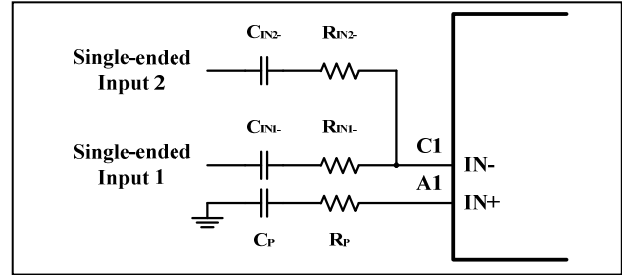 CIN2- RIN2-
Single-ended
Input 2
CIN1- RIN1-
Single-ended
Input 1
C1
IN-
A1
IN+
CP RP